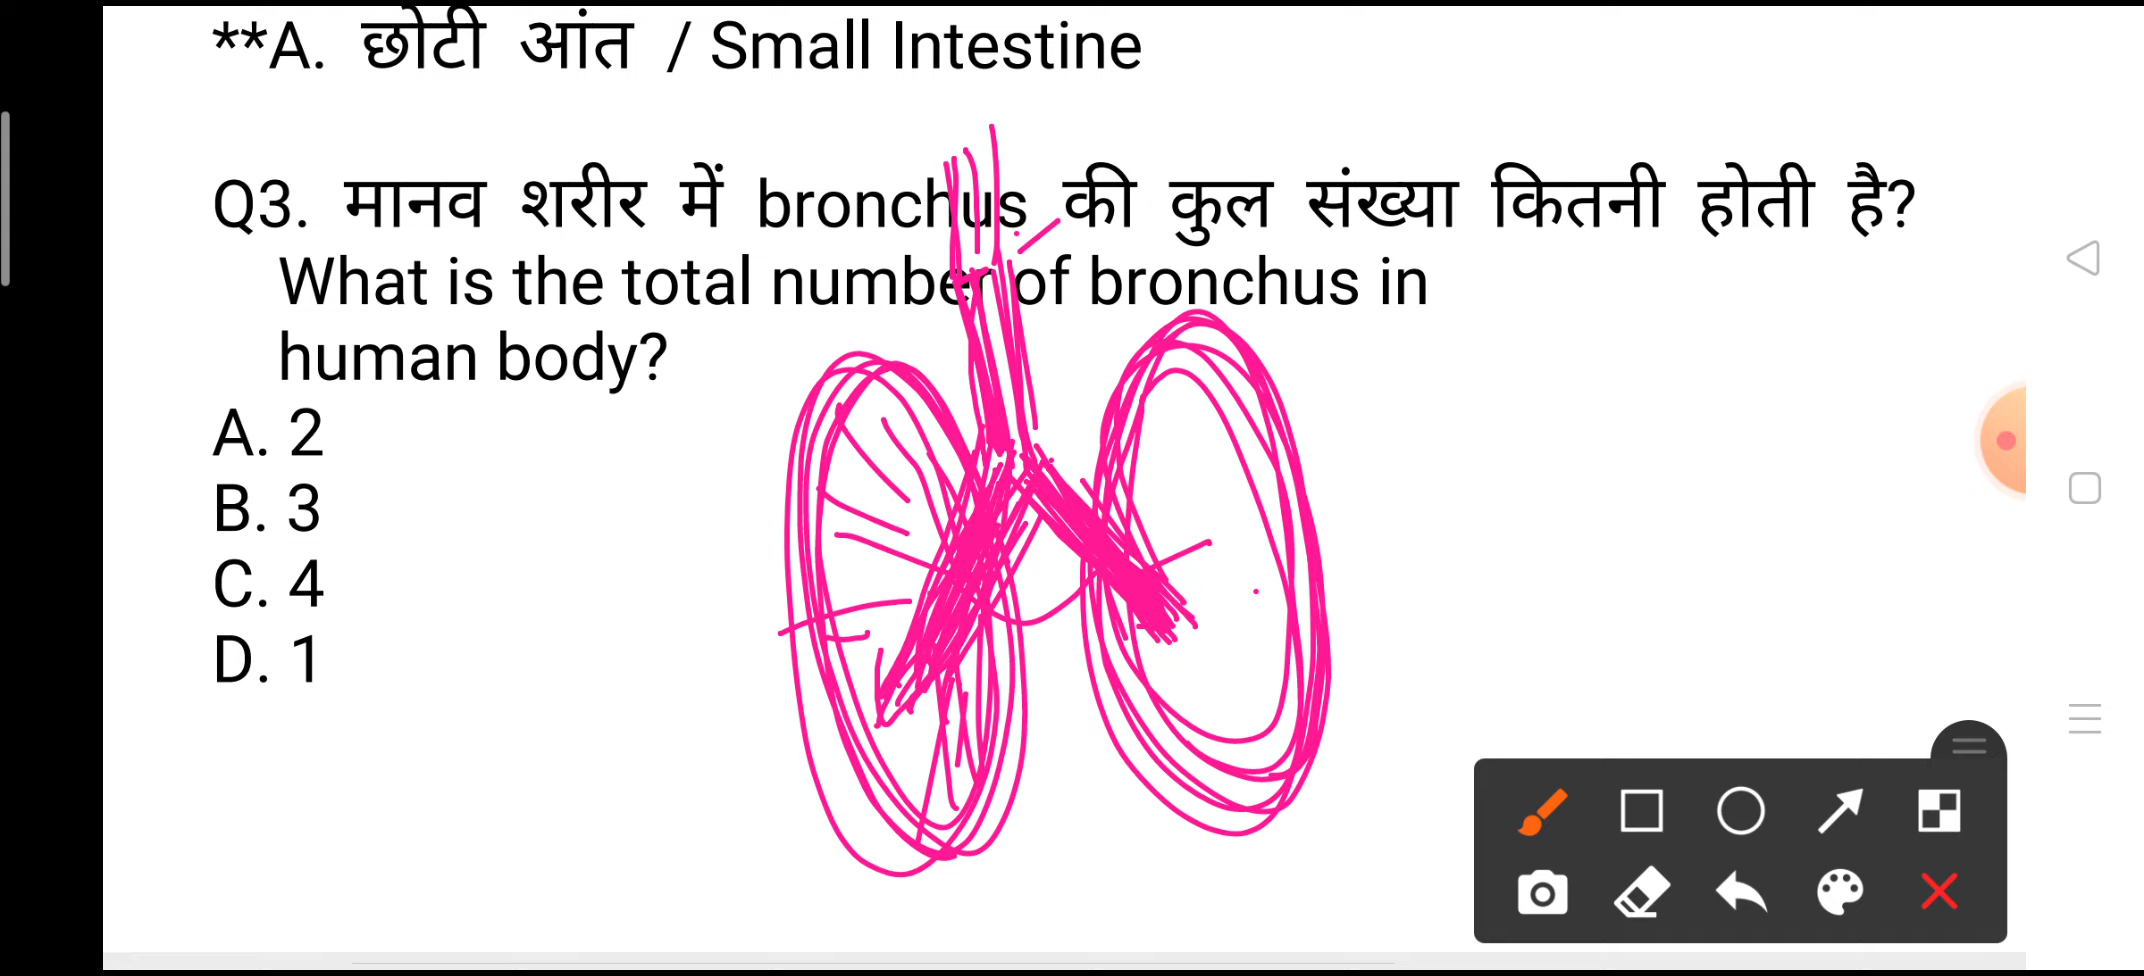 **A. छोटी आंत / Small Intestine
Q3. मानव शरीर में bronchus की कुल संख्या कितनी होती है?
What is the total number of bronchus in
human body?
A. 2
B. 3
C. 4
D. 1